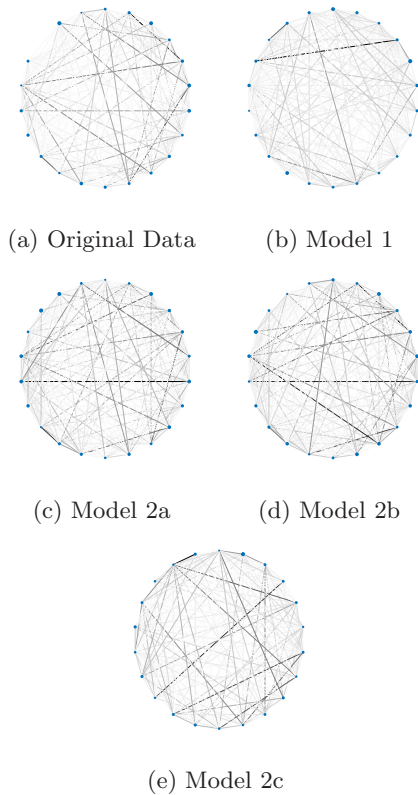 (a) Original Data (b) Model 1
(c) Model 2a (d) Model 2b
(e) Model 2c